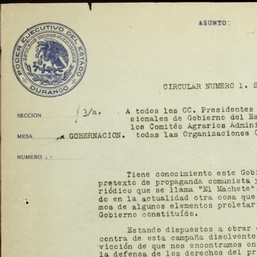 ASUNTO:
PODER EJECUTIVO DEL ESTADO
DURANGO
CIRCULAR NUMERO 1. S
SECCION 3/a. A todos los CC. Presidentes
sionales de Gobierno del Es
los Comités Agrarios Admini
MESA GOBERNACION. todas las Organizaciones
NUMERO.
Tiene conocimiento este Gobi
pretexto de propaganda comunista y
riódico que se llama "El Machete"
do en la actualidad otra cosa que
mos de algunos elementos proletar
Gobierno constituído.
Estando dispuestos a obrar
contra de esta campaña disolvente
vicción de que nos encontramos en
la defensa de los derechos del pr